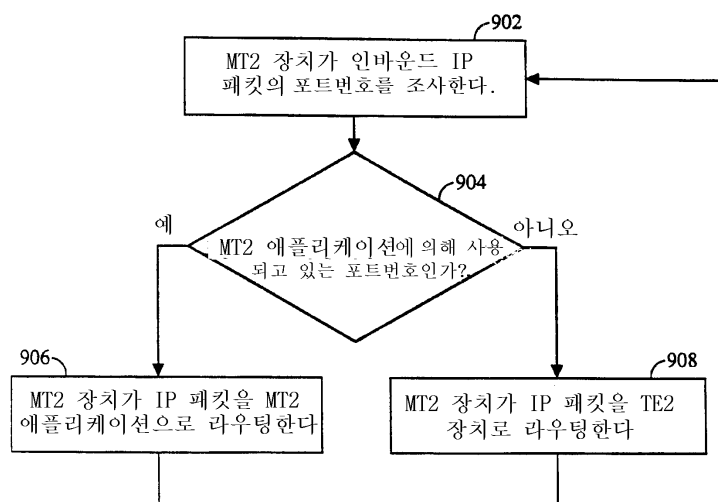 902
MT2 장치가 인바운드 IP
패킷의 포트번호를 조사한다.
904
예
아니오
MT2 애플리케이션에 의해 사용
되고 있는 포트번호인가?
906
MT2 장치가 IP 패킷을 MT2
애플리케이션으로 라우팅한다
908
MT2 장치가 IP 패킷을 TE2
장치로 라우팅한다